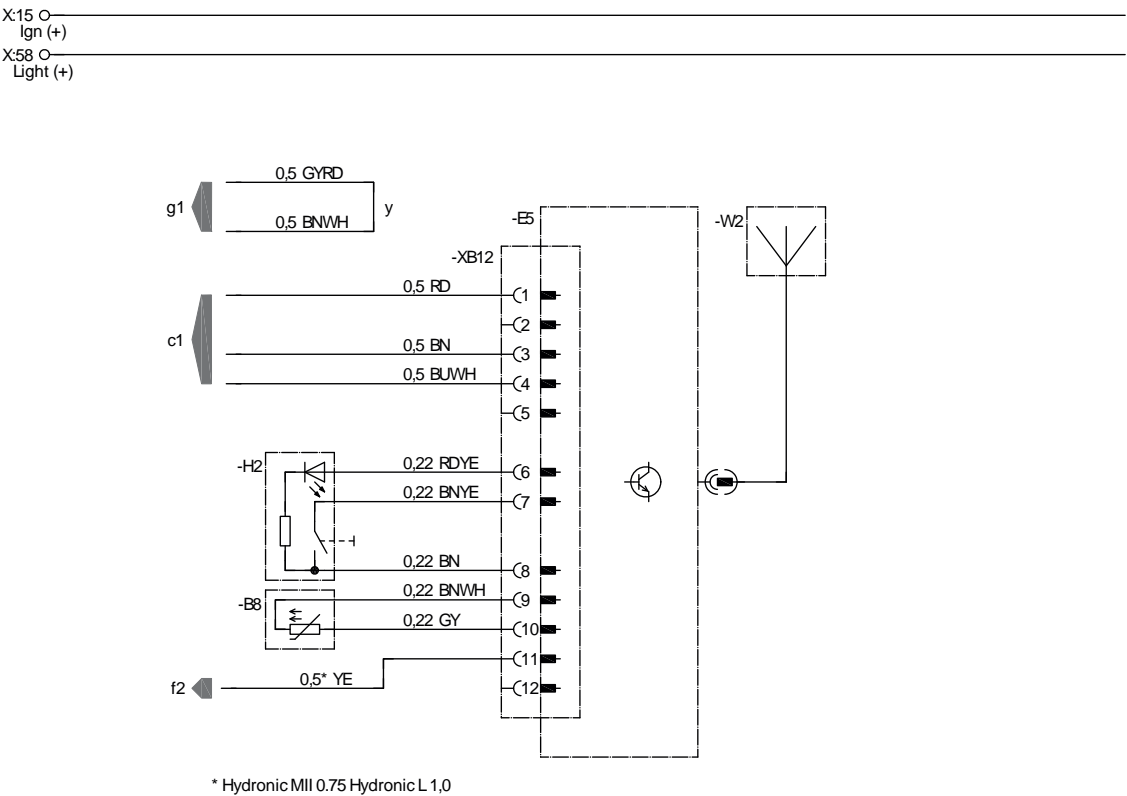 X:15
Ign (+)
X:58
Light (+)
0,5 GYRD
g1
y
0,5 BNWH
-E5
-W2
-XB12
0,5 RD
1
2
c1
0,5 BN
3
0,5 BUWH
4
5
-H2
0,22 RDYE
6
0,22 BNYE
7
0,22 BN
8
0,22 BNWH
9
-B8
0,22 GY
10
11
f2
0,5* YE
12
* Hydronic MII 0.75 Hydronic L 1,0